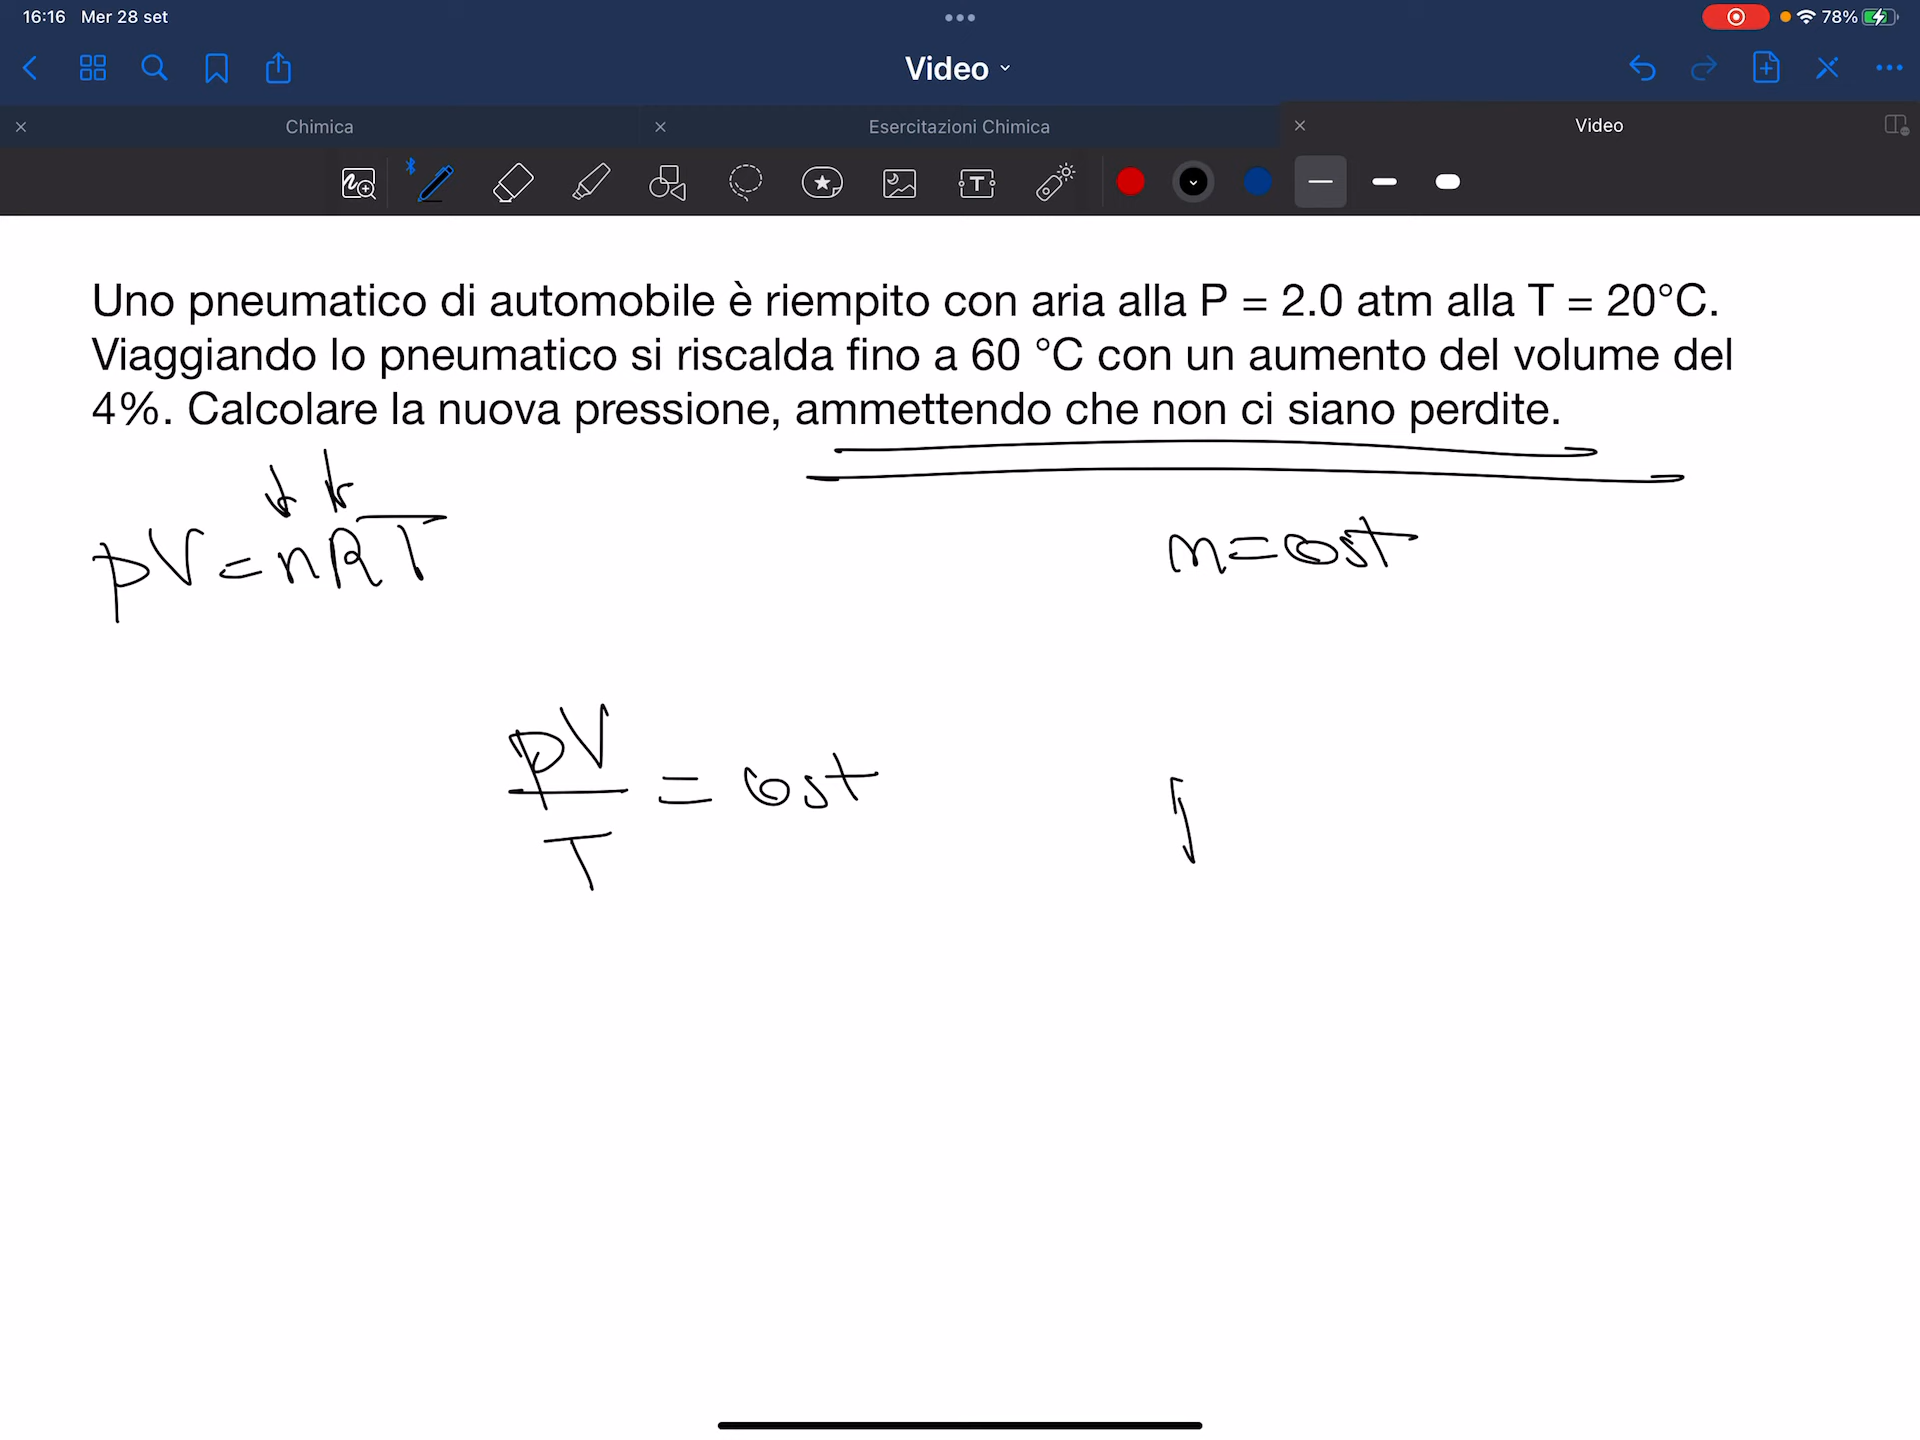 16:16 Mer 28 set
78%
Video
Chimica
Esercitazioni Chimica
Video
T
Uno pneumatico di automobile è riempito con aria alla P = 2.0 atm alla T = 20°C.
Viaggiando lo pneumatico si riscalda fino a 60 °C con un aumento del volume del
4%. Calcolare la nuova pressione, ammettendo che non ci siano perdite.
pV=nRT
n=cost
pV
= cost
T